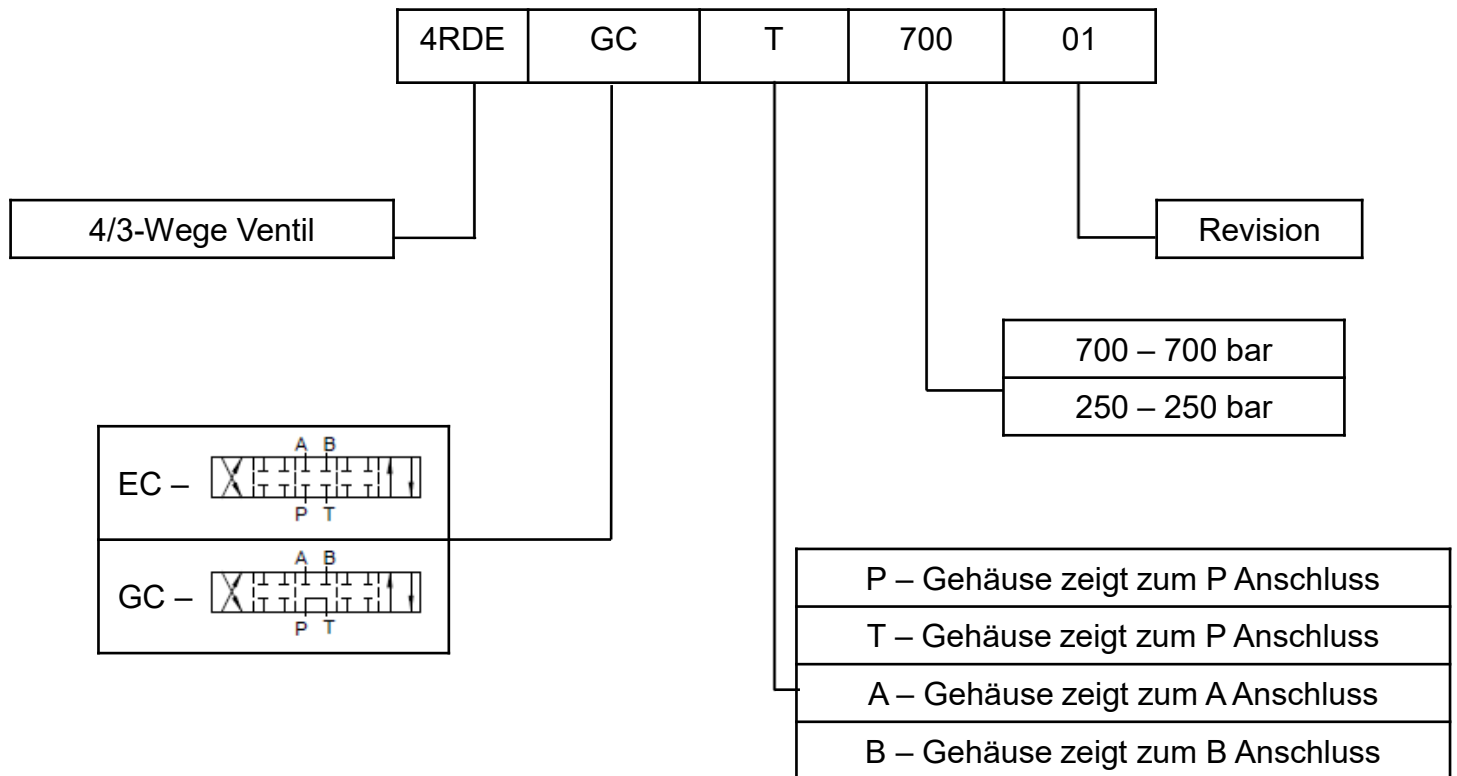 4RDE GC T 700 01
4/3-Wege Ventil
Revision
700 – 700 bar
250 – 250 bar
A B
EC –
P T
A B
GC –
P T
P – Gehäuse zeigt zum P Anschluss
T – Gehäuse zeigt zum P Anschluss
A – Gehäuse zeigt zum A Anschluss
B – Gehäuse zeigt zum B Anschluss